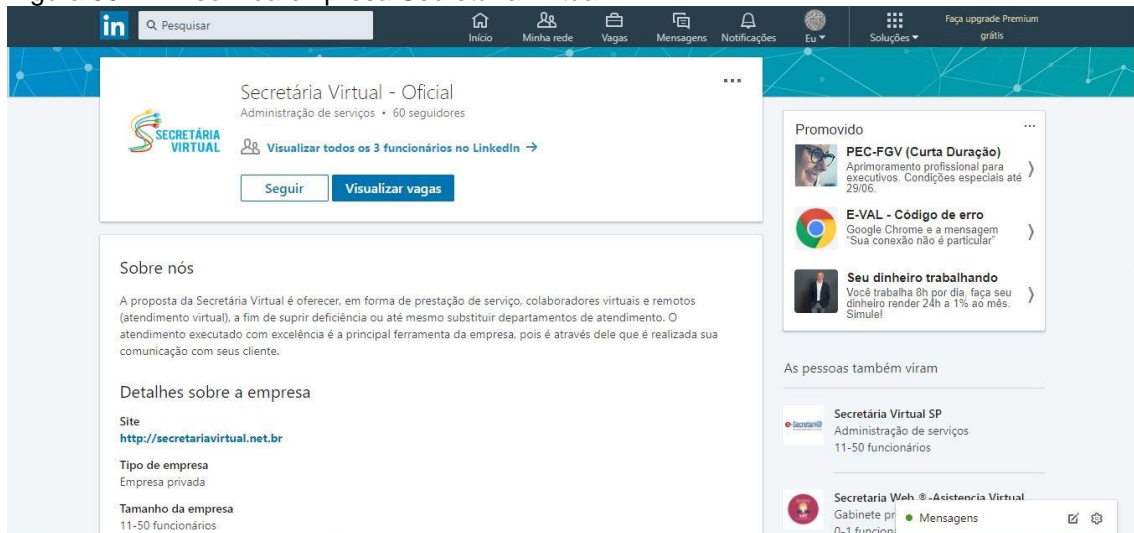 in
Pesquisar
Início
Minha rede
Vagas
Mensagens
Notificações
Eu
Soluções
Faça upgrade Premium
grátis
SECRETÁRIA
VIRTUAL
Secretária Virtual - Oficial
Administração de serviços • 60 seguidores
Visualizar todos os 3 funcionários no LinkedIn →
Seguir
Visualizar vagas
Sobre nós
A proposta da Secretária Virtual é oferecer, em forma de prestação de serviço, colaboradores virtuais e remotos
(atendimento virtual), a fim de suprir deficiência ou até mesmo substituir departamentos de atendimento. O
atendimento executado com excelência é a principal ferramenta da empresa, pois é através dele que é realizada sua
comunicação com seus cliente.
Detalhes sobre a empresa
Site
http://secretariavirtual.net.br
Tipo de empresa
Empresa privada
Tamanho da empresa
11-50 funcionários
Promovido
PEC-FGV (Curta Duração)
Aprimoramento profissional para
executivos. Condições especiais até
29/06.
E-VAL - Código de erro
Google Chrome e a mensagem
"Sua conexão não é particular"
Seu dinheiro trabalhando
Você trabalha 8h por dia, faça seu
dinheiro render 24h a 1% ao mês.
Simule!
As pessoas também viram
Secretária Virtual SP
Administração de serviços
11-50 funcionários
Secretaria Web ®-Asistencia Virtual
Gabinete
0-1
Mensagens